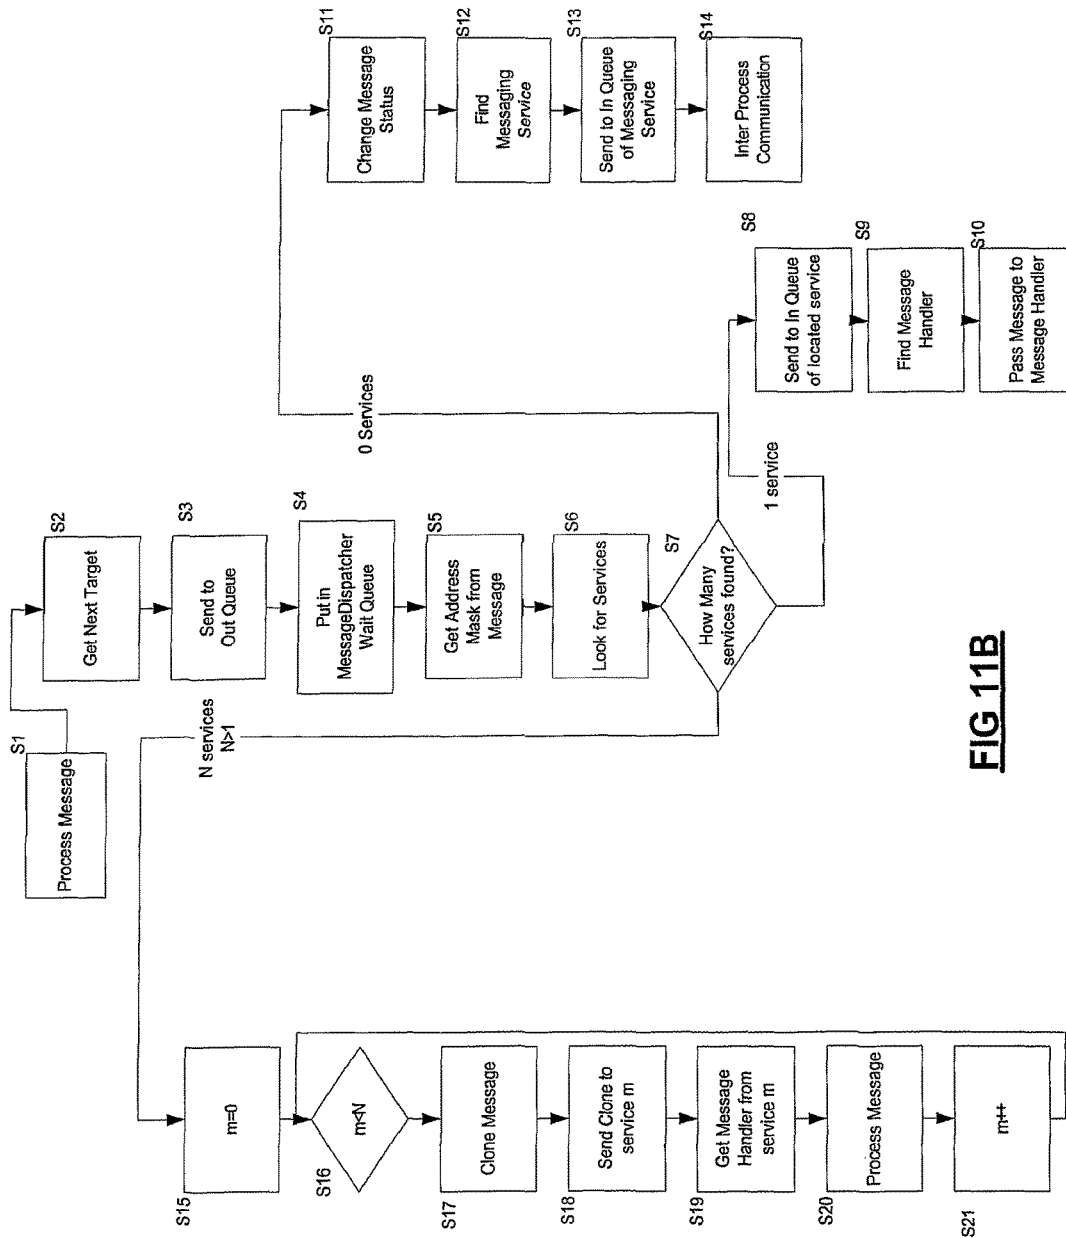 S1
Process Message
S2
Get Next Target
S3
Send to
Out Queue
S4
Put in
MessageDispatcher
Wait Queue
S5
Get Address
Mask from
Message
S6
Look for Services
S7
How Many
services found?
1 service
S8
Send to In Queue
of located service
S9
Find Message
Handler
S10
Pass Message to
Message Handler
0 Services
S11
Change Message
Status
S12
Find
Messaging
Service
S13
Send to In Queue
of Messaging
Service
S14
Inter Process
Communication
N services
N>1
S15
m=0
S16
m<N
S17
Clone Message
S18
Send Clone to
service m
S19
Get Message
Handler from
service m
S20
Process Message
S21
m++
FIG 11B